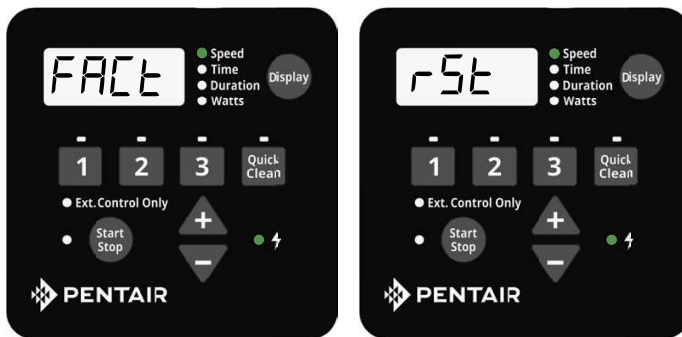 FACt
Speed
Time
Duration
Watts
Display
1 2 3 Quick Clean
Ext. Control Only
Start
Stop
+
−
PENTAIR
rSt
Speed
Time
Duration
Watts
Display
1 2 3 Quick Clean
Ext. Control Only
Start
Stop
+
−
PENTAIR